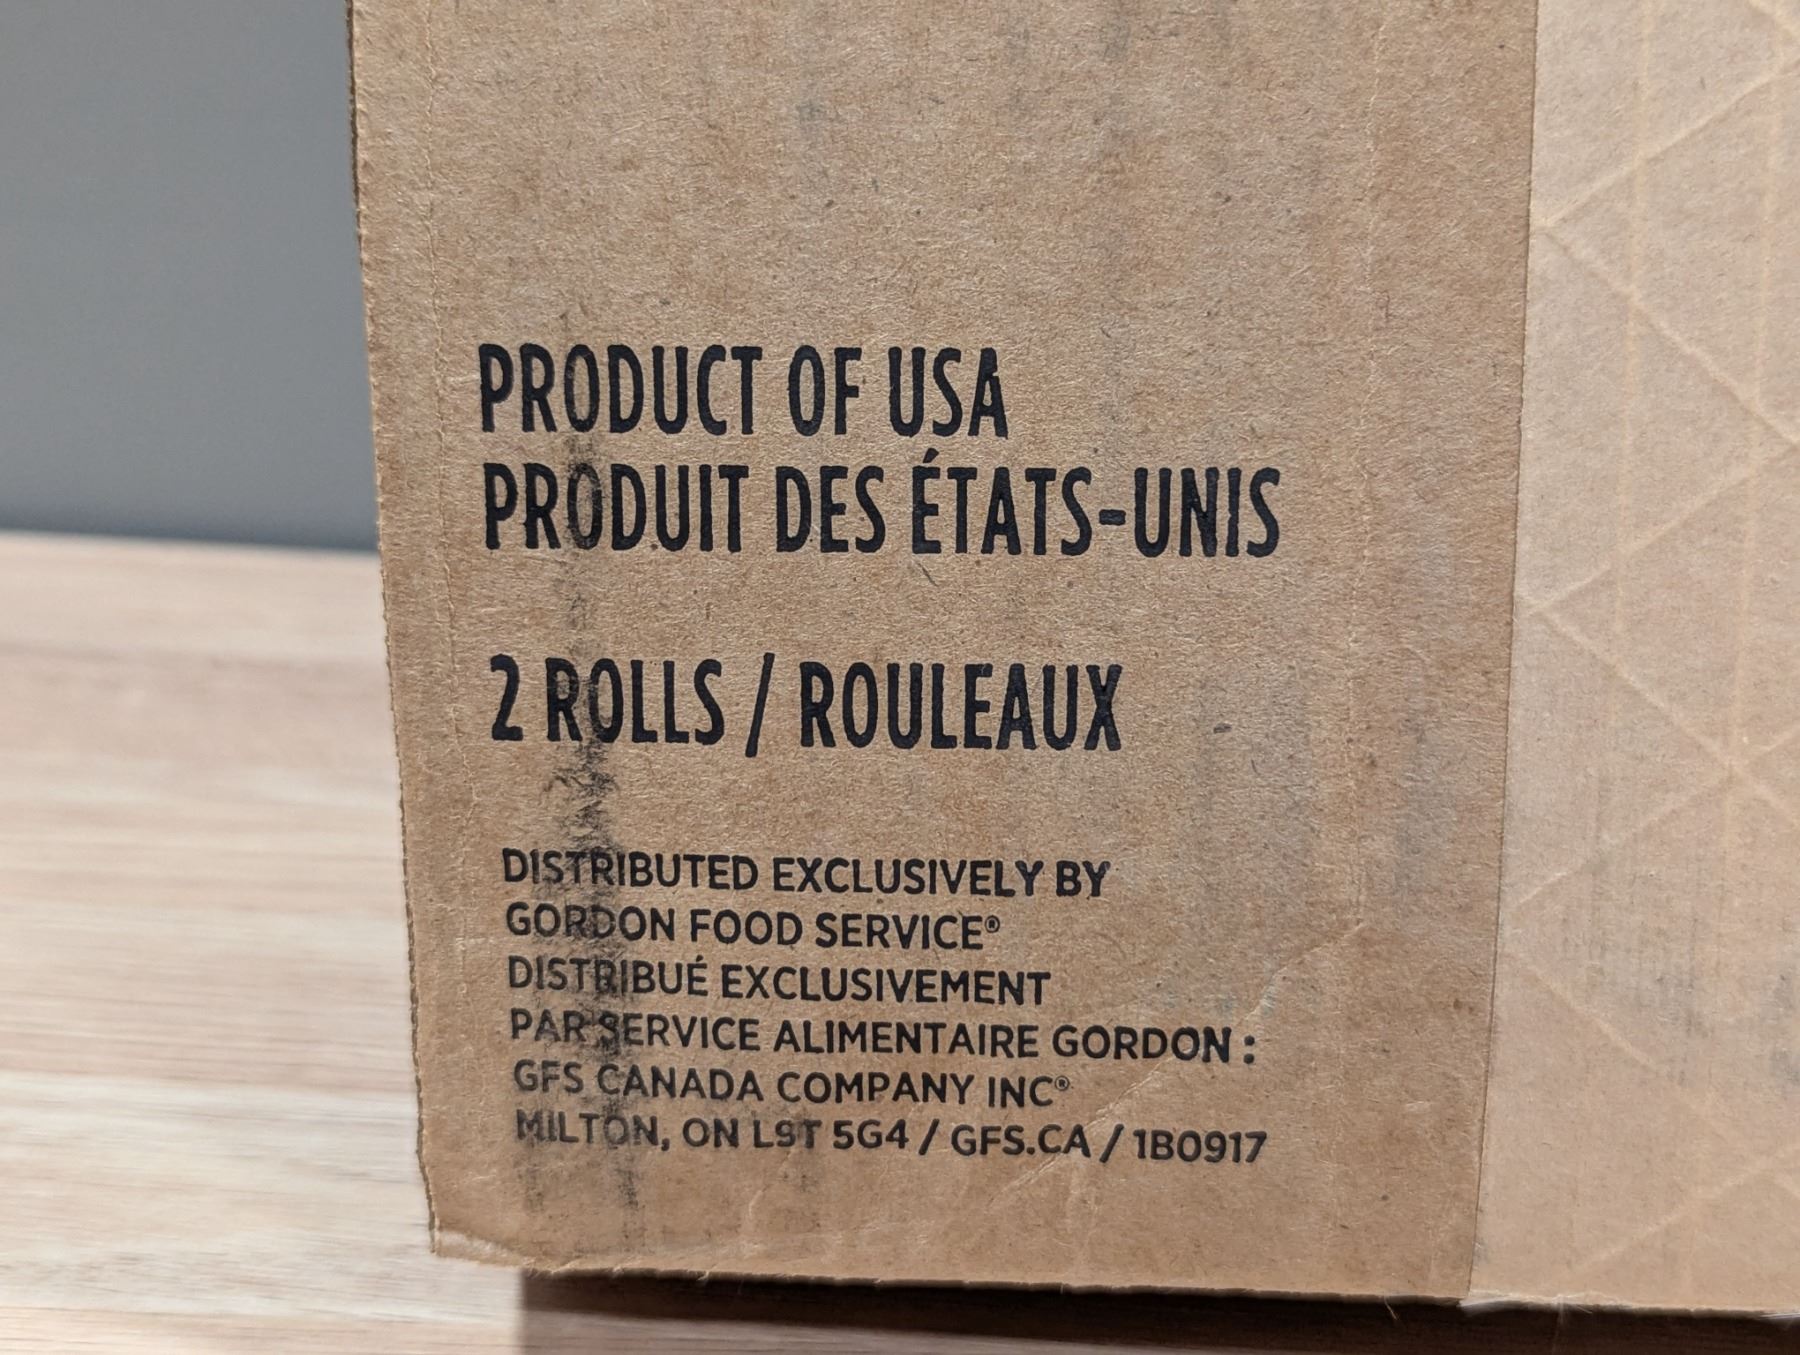 PRODUCT OF USA
PRODUIT DES ÉTATS-UNIS
2 ROLLS / ROULEAUX
DISTRIBUTED EXCLUSIVELY BY
GORDON FOOD SERVICE®
DISTRIBUÉ EXCLUSIVEMENT
PAR SERVICE ALIMENTAIRE GORDON :
GFS CANADA COMPANY INC®
MILTON, ON L9T 5G4 / GFS.CA / 1B0917